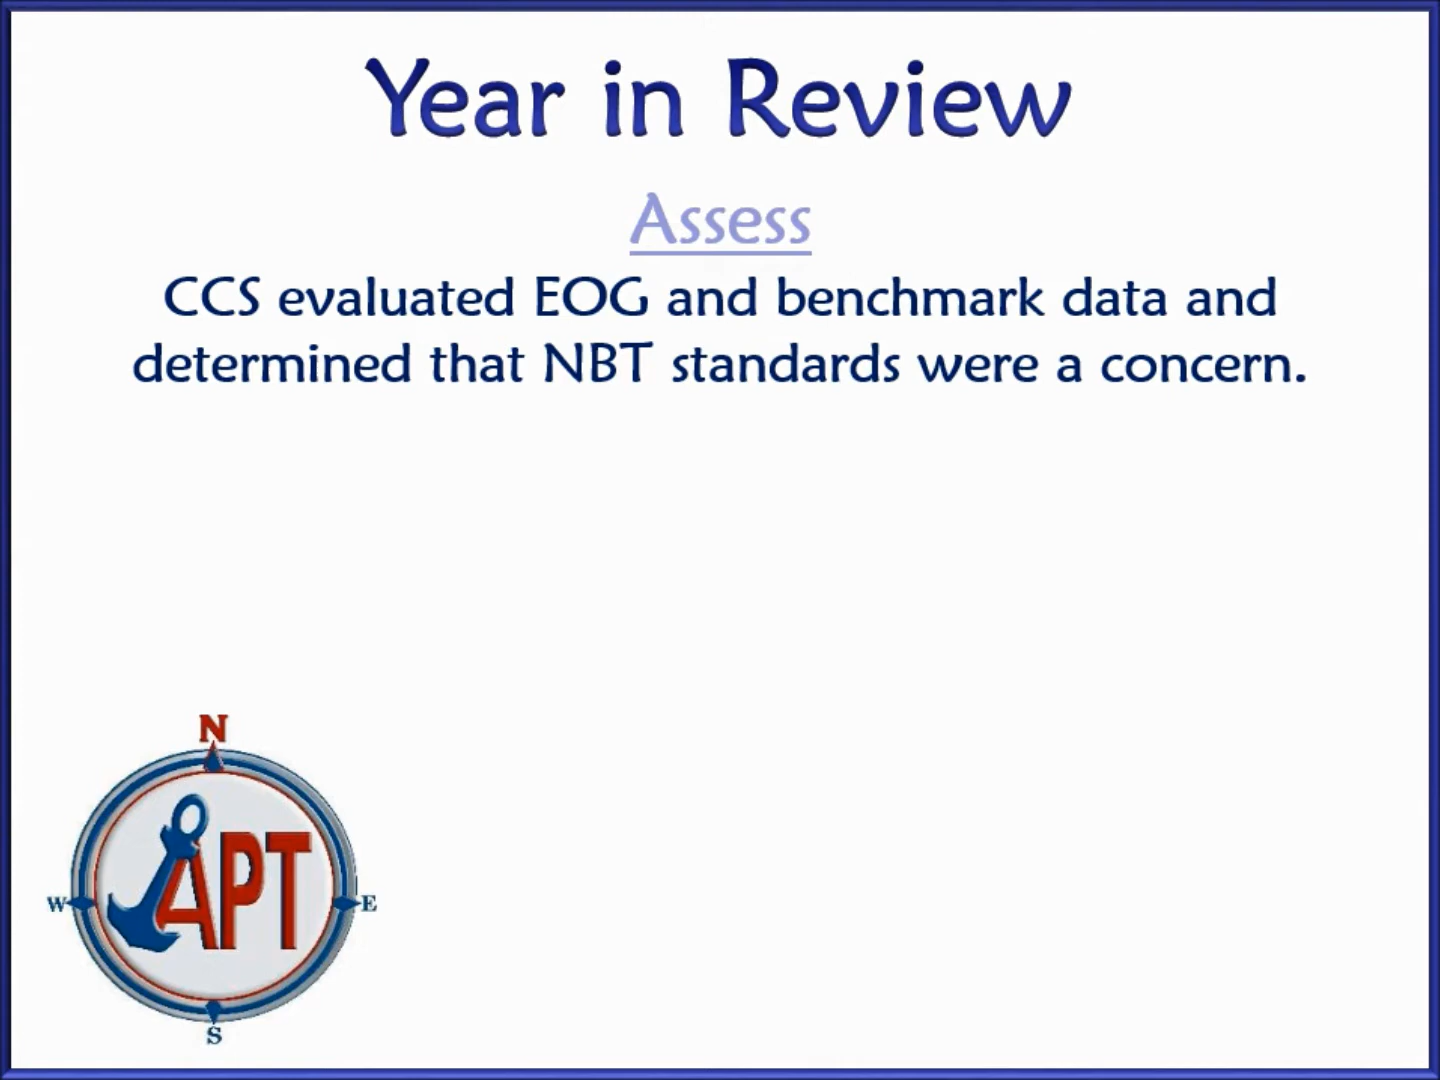 Year in Review
Assess
CCS evaluated EOG and benchmark data and
determined that NBT standards were a concern.
N
APT
W
E
S